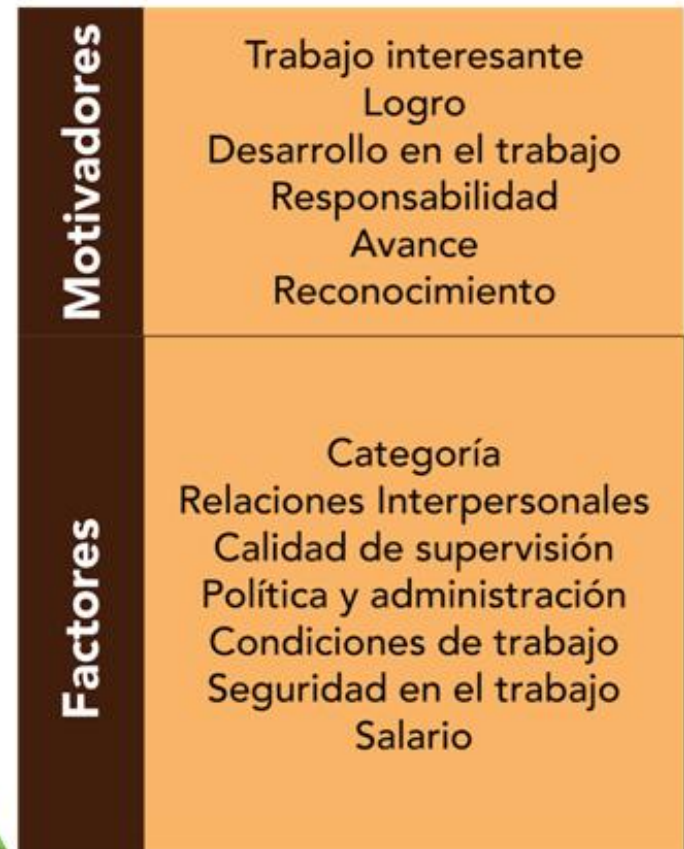 Motivadores
Trabajo interesante
Logro
Desarrollo en el trabajo
Responsabilidad
Avance
Reconocimiento
Factores
Categoría
Relaciones Interpersonales
Calidad de supervisión
Política y administración
Condiciones de trabajo
Seguridad en el trabajo
Salario